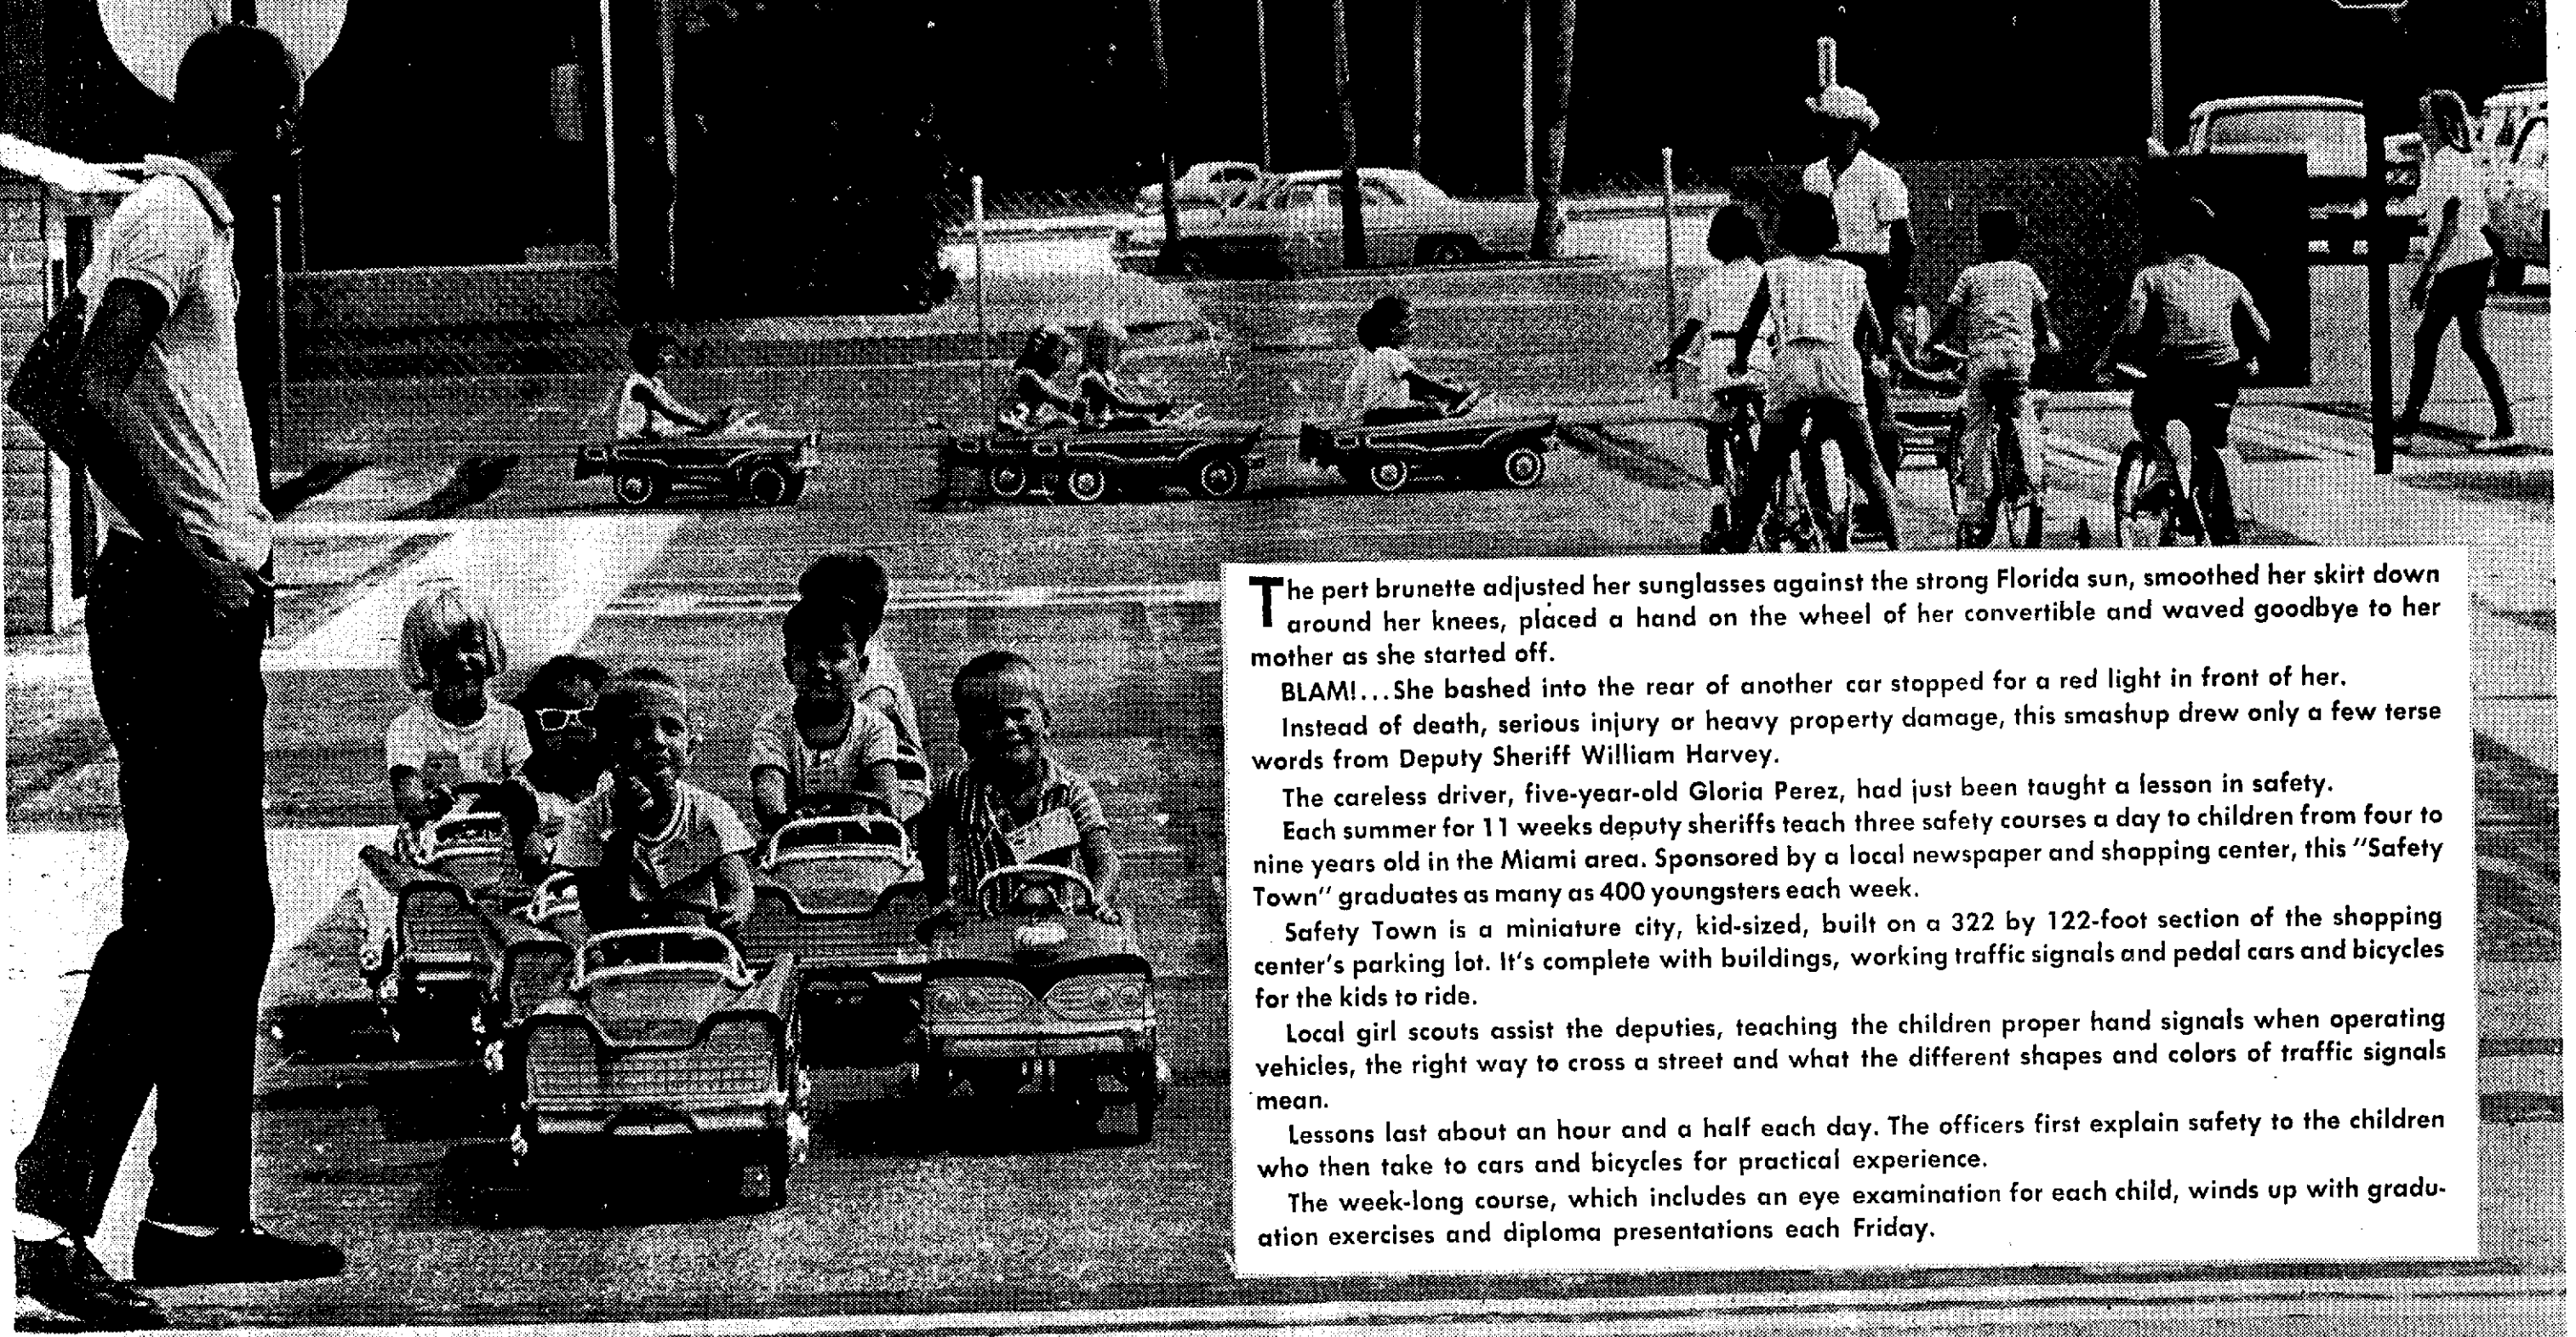 The pert brunette adjusted her sunglasses against the strong Florida sun, smoothed her skirt down
around her knees, placed a hand on the wheel of her convertible and waved goodbye to her
mother as she started off.
BLAM!...She bashed into the rear of another car stopped for a red light in front of her.
Instead of death, serious injury or heavy property damage, this smashup drew only a few terse
words from Deputy Sheriff William Harvey.
The careless driver, five-year-old Gloria Perez, had just been taught a lesson in safety.
Each summer for 11 weeks deputy sheriffs teach three safety courses a day to children from four to
nine years old in the Miami area. Sponsored by a local newspaper and shopping center, this "Safety
Town" graduates as many as 400 youngsters each week.
Safety Town is a miniature city, kid-sized, built on a 322 by 122-foot section of the shopping
center's parking lot. It's complete with buildings, working traffic signals and pedal cars and bicycles
for the kids to ride.
Local girl scouts assist the deputies, teaching the children proper hand signals when operating
vehicles, the right way to cross a street and what the different shapes and colors of traffic signals
mean.
Lessons last about an hour and a half each day. The officers first explain safety to the children
who then take to cars and bicycles for practical experience.
The week-long course, which includes an eye examination for each child, winds up with gradu-
ation exercises and diploma presentations each Friday.